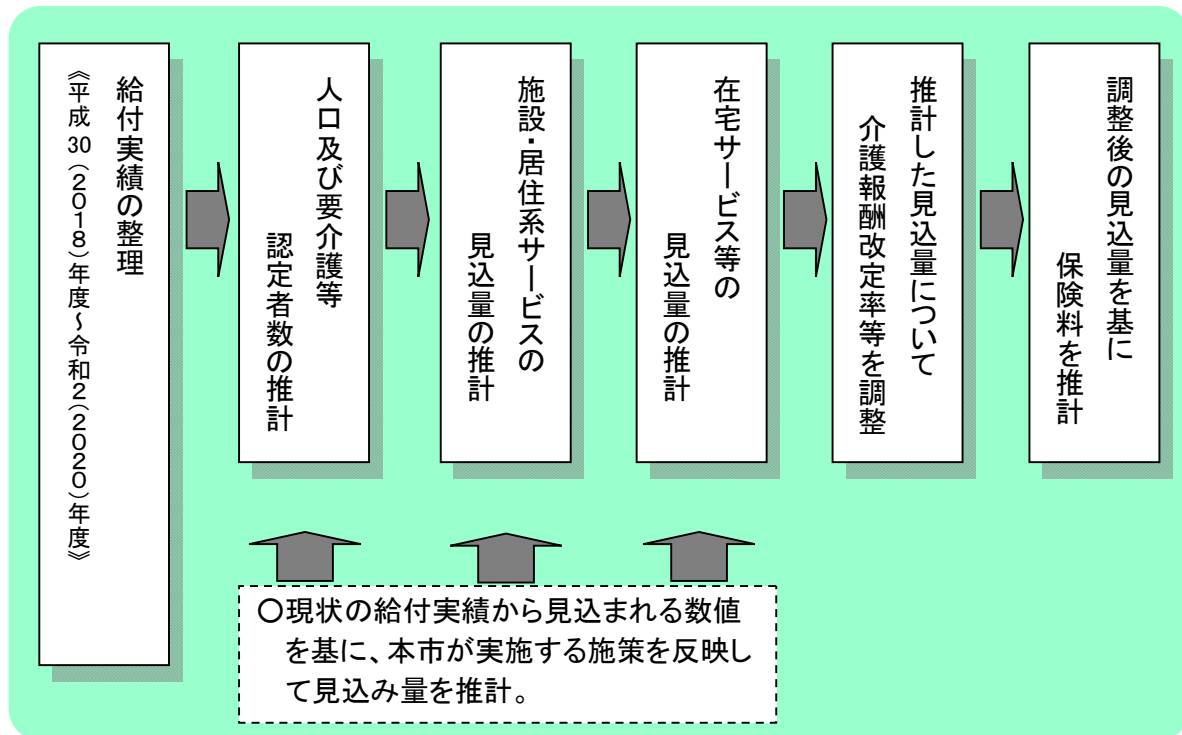 給付実績の整理
《平成30(2018)年度～令和2(2020)年度》
人口及び要介護等
認定者数の推計
施設・居住系サービスの
見込量の推計
在宅サービス等の
見込量の推計
推計した見込量について
介護報酬改定率等を調整
調整後の見込量を基に
保険料を推計
〇現状の給付実績から見込まれる数値
を基に、本市が実施する施策を反映し
て見込み量を推計。